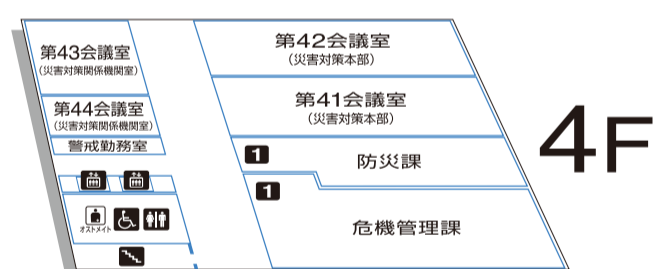 第43会議室
(災害対策関係機関室)
第42会議室
(災害対策本部)
第44会議室
(災害対策関係機関室)
第41会議室
(災害対策本部)
警戒勤務室
1
防災課
1
オストメイト
危機管理課
4F